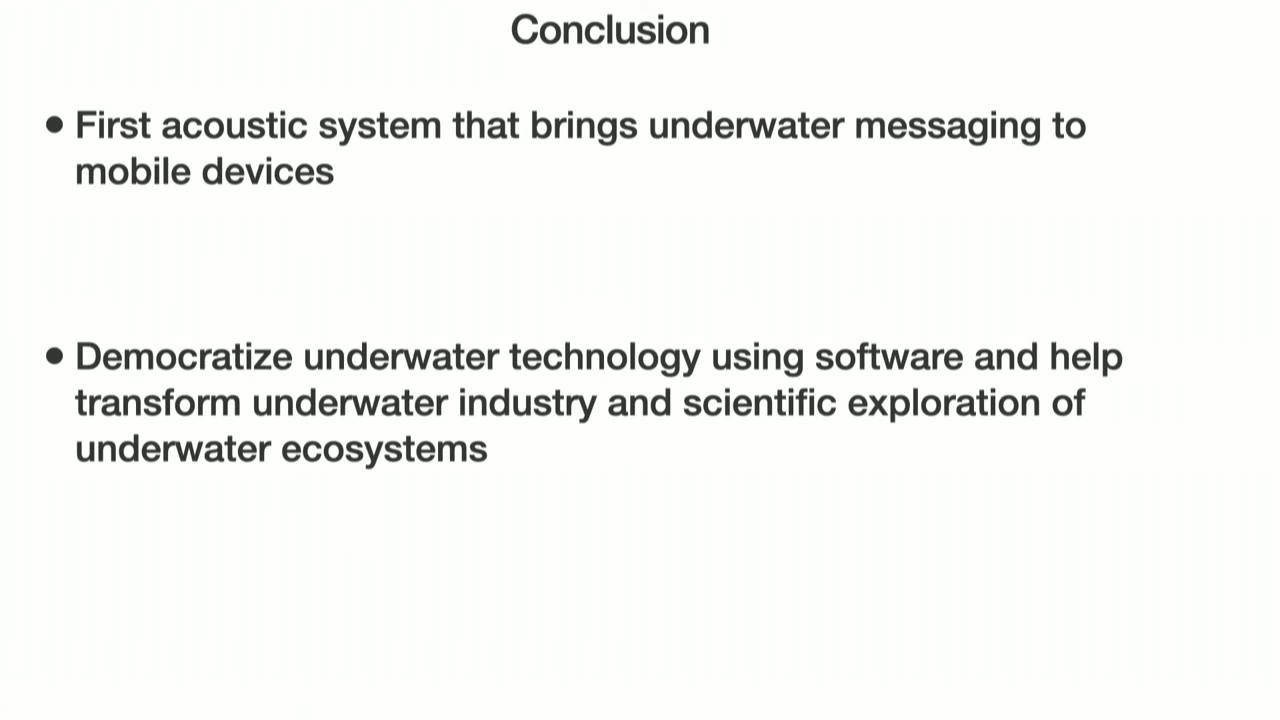 Conclusion
• First acoustic system that brings underwater messaging to
mobile devices
• Democratize underwater technology using software and help
transform underwater industry and scientific exploration of
underwater ecosystems